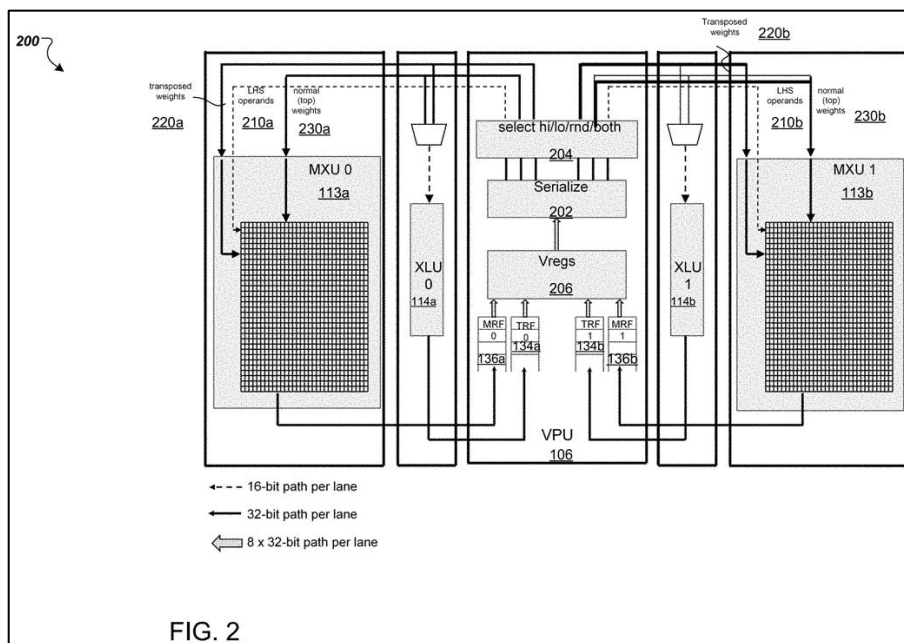 200
Transposed
weights
220b
transposed
weights
220a
LHS
operands
210a
normal
(top)
weights
230a
LHS
operands
210b
normal
(top)
weights
230b
select hi/lo/rnd/both
204
MXU 0
113a
MXU 1
113b
Serialize
202
XLU
0
114a
XLU
1
114b
Vregs
206
MRF
0
136a
TRF
0
134a
TRF
1
134b
MRF
1
136b
VPU
106
16-bit path per lane
32-bit path per lane
8 x 32-bit path per lane
FIG. 2